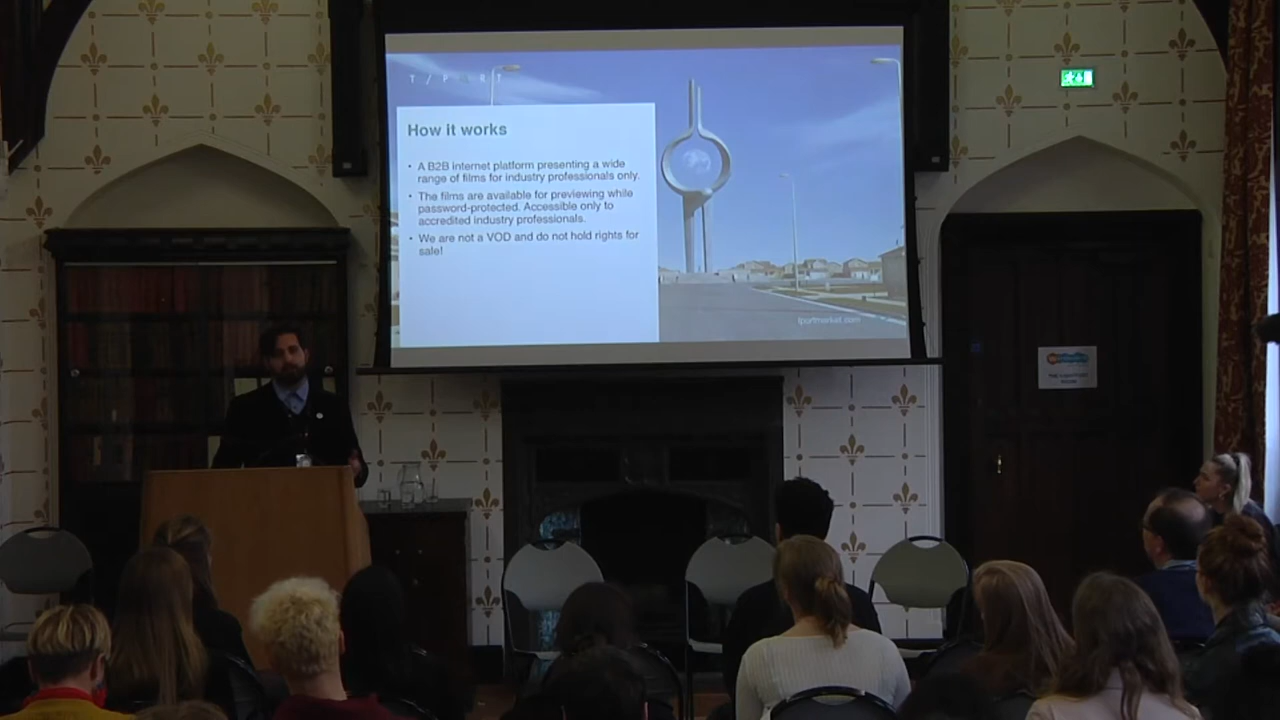 T / PORT
How it works
• A B2B internet platform presenting a wide
range of films for industry professionals only.
• The films are available for previewing while
password-protected. Accessible only to
accredited industry professionals.
• We are not a VOD and do not hold rights for
sale!
tportmarket.com